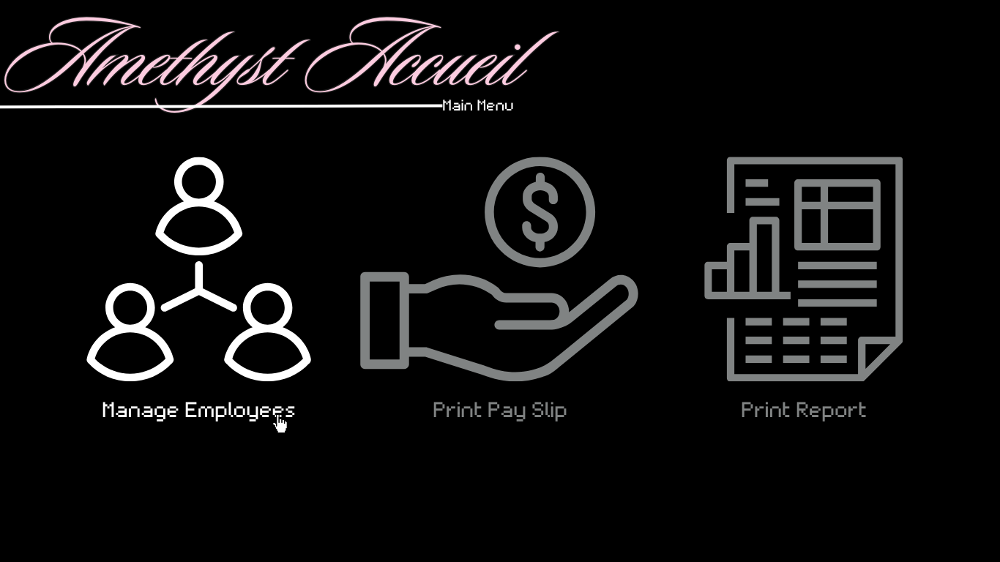 Amethyst Accueil
Main Menu
$
Manage Employees
Print Pay Slip
Print Report